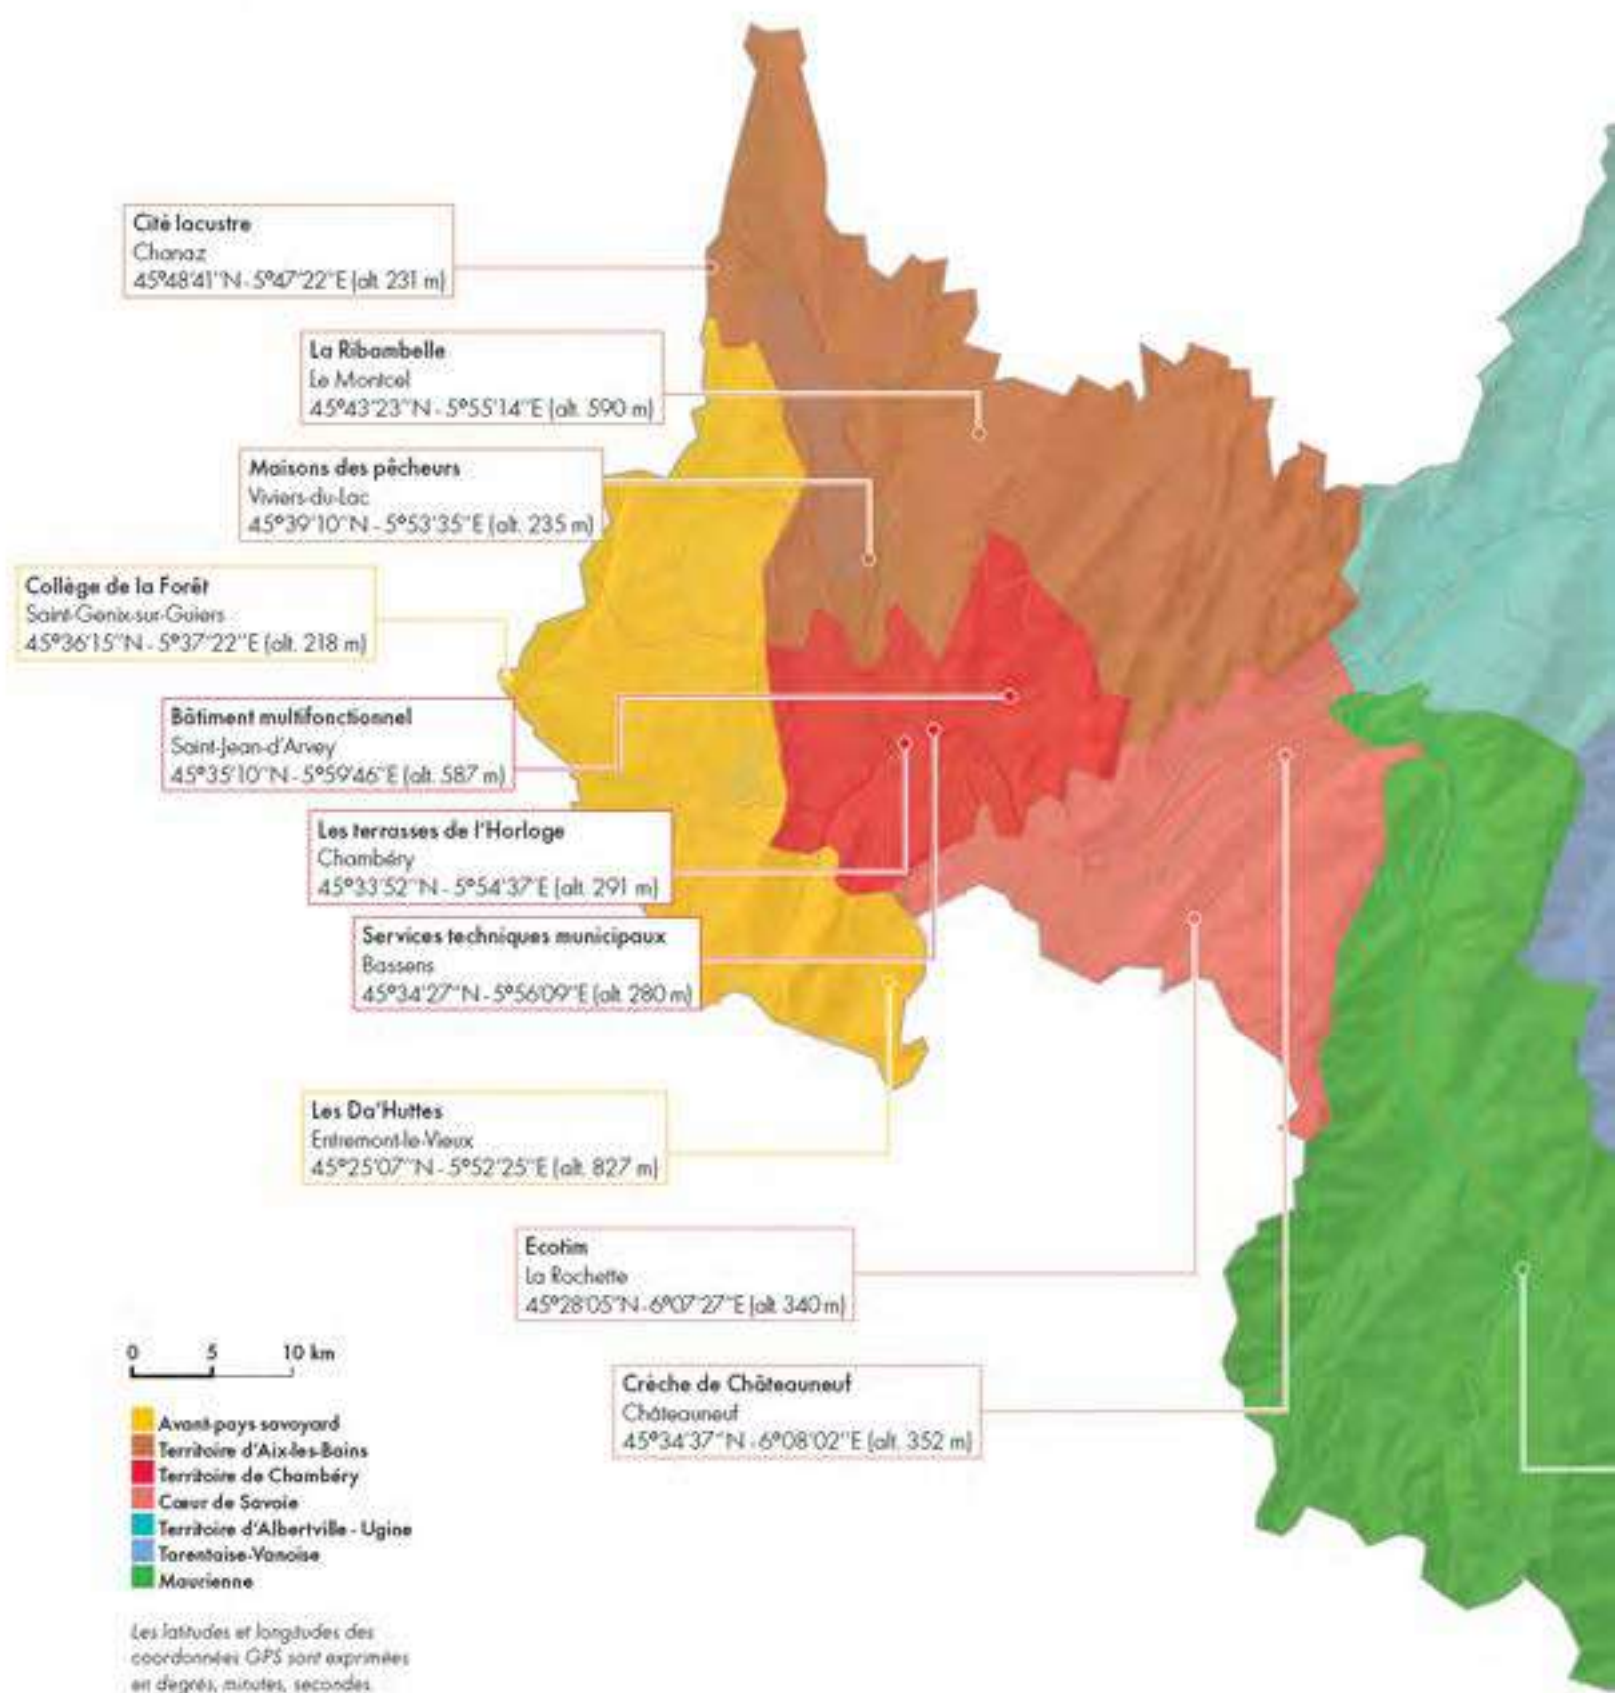 Cité lacustre
Chanaz
45°48'41"N - 5°47'22"E (alt. 231 m)
La Ribambelle
Le Montcel
45°43'23"N - 5°55'14"E (alt. 590 m)
Maisons des pêcheurs
Viviers-du-Lac
45°39'10"N - 5°53'35"E (alt. 235 m)
Collège de la Forêt
Saint-Genix-sur-Guiers
45°36'15"N - 5°37'22"E (alt. 218 m)
Bâtiment multifonctionnel
Saint-Jean-d'Arvey
45°35'10"N - 5°59'46"E (alt. 587 m)
Les terrasses de l'Horloge
Chambéry
45°33'52"N - 5°54'37"E (alt. 291 m)
Services techniques municipaux
Bassens
45°34'27"N - 5°56'09"E (alt. 280 m)
Les Da'Huttes
Entremont-le-Vieux
45°25'07"N - 5°52'25"E (alt. 827 m)
Ecotim
La Rochette
45°28'05"N - 6°07'27"E (alt. 340 m)
Crèche de Châteauneuf
Châteauneuf
45°34'37"N - 6°08'02"E (alt. 352 m)
0 5 10 km
Avant-pays savoyard
Territoire d'Aix-les-Bains
Territoire de Chambéry
Cœur de Savoie
Territoire d'Albertville - Ugine
Tarentaise-Vanoise
Maurienne
Les latitudes et longitudes des
coordonnées GPS sont exprimées
en degrés, minutes, secondes